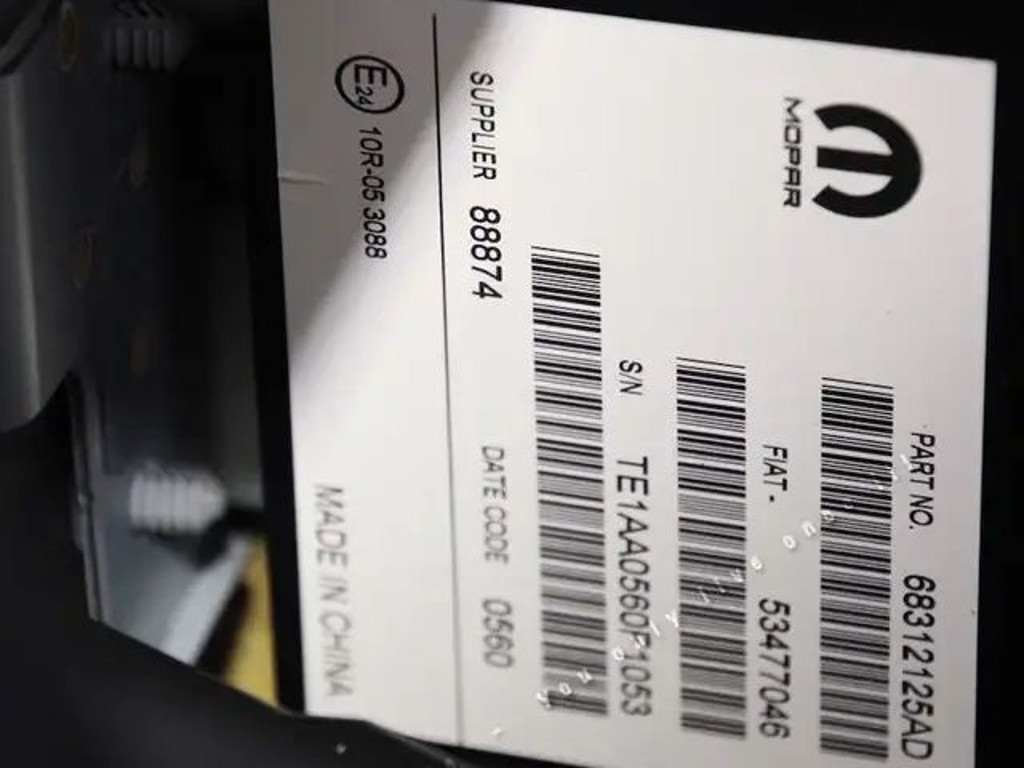 MOPAR
PART NO. 68312125AD
FIAT - 53477046
S/N TE1AA0560F1053
SUPPLIER 88874 DATE CODE 0560
E24 10R-05 3088 MADE IN CHINA